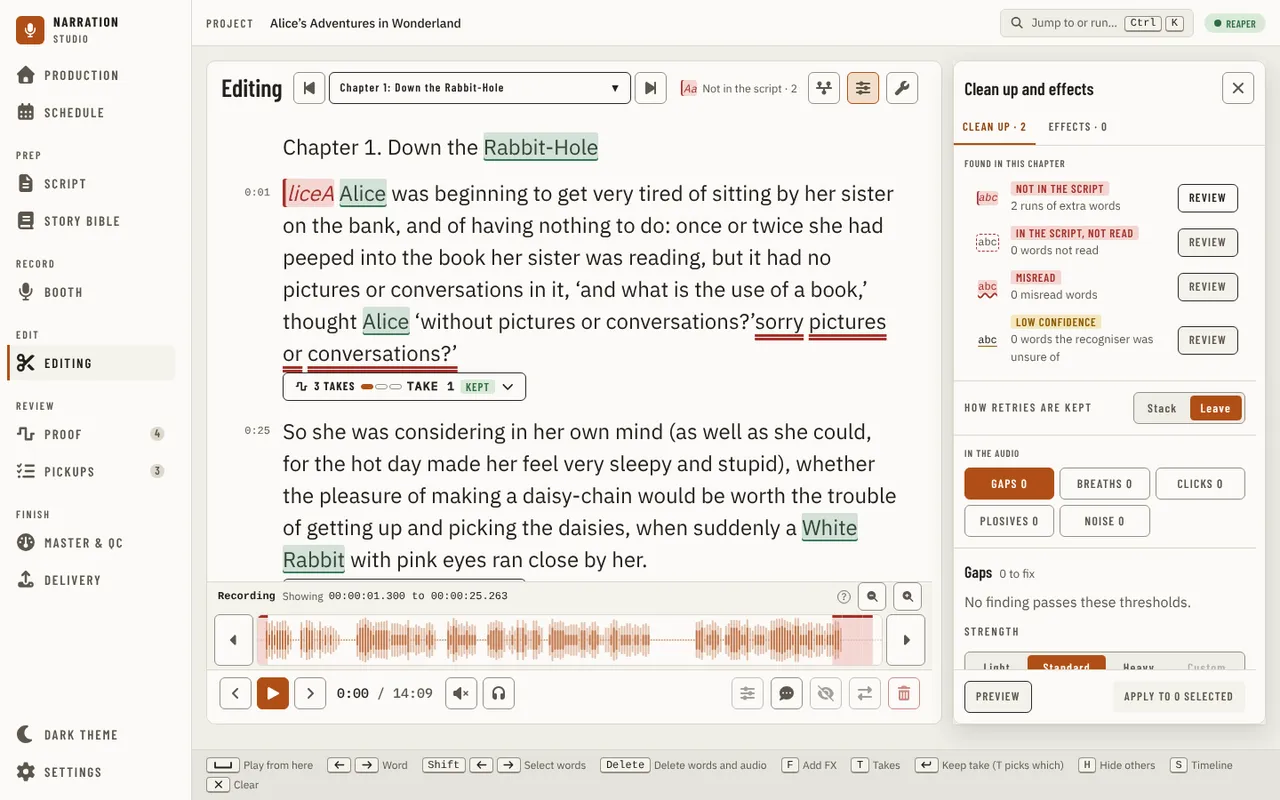 NARRATION
STUDIO
PRODUCTION
SCHEDULE
PREP
SCRIPT
STORY BIBLE
RECORD
BOOTH
EDIT
EDITING
REVIEW
PROOF 4
PICKUPS 3
FINISH
MASTER & QC
DELIVERY
DARK THEME
SETTINGS
PROJECT Alice’s Adventures in Wonderland
Jump to or run… Ctrl K
REAPER
Editing
Chapter 1: Down the Rabbit-Hole ▼
Aa Not in the script · 2
Chapter 1. Down the Rabbit-Hole
0:01 liceA Alice was beginning to get very tired of sitting by her sister
on the bank, and of having nothing to do: once or twice she had
peeped into the book her sister was reading, but it had no
pictures or conversations in it, ‘and what is the use of a book,’
thought Alice ‘without pictures or conversations?’sorry pictures
or conversations?’
3 TAKES TAKE 1 KEPT
0:25 So she was considering in her own mind (as well as she could,
for the hot day made her feel very sleepy and stupid), whether
the pleasure of making a daisy-chain would be worth the trouble
of getting up and picking the daisies, when suddenly a White
Rabbit with pink eyes ran close by her.
Recording Showing 00:00:01.300 to 00:00:25.263 ?
0:00 / 14:09
Clean up and effects
CLEAN UP · 2 EFFECTS · 0
FOUND IN THIS CHAPTER
abc NOT IN THE SCRIPT
2 runs of extra words
REVIEW
abc IN THE SCRIPT, NOT READ
0 words not read
REVIEW
abc MISREAD
0 misread words
REVIEW
abc LOW CONFIDENCE
0 words the recogniser was
unsure of
REVIEW
HOW RETRIES ARE KEPT Stack Leave
IN THE AUDIO
GAPS 0 BREATHS 0 CLICKS 0
PLOSIVES 0 NOISE 0
Gaps 0 to fix
No finding passes these thresholds.
STRENGTH
Light Standard Heavy Custom
PREVIEW APPLY TO 0 SELECTED
Play from here ← → Word Shift ← → Select words Delete Delete words and audio F Add FX T Takes ↵ Keep take (T picks which) H Hide others S Timeline
✕ Clear